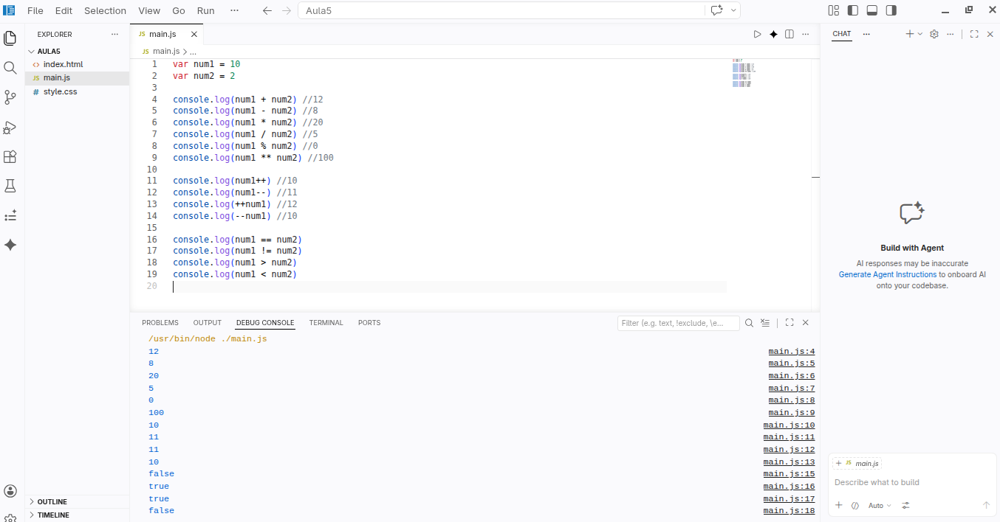 File Edit Selection View Go Run ··· Aula5
EXPLORER ···
AULA5
<> index.html
JS main.js
# style.css
OUTLINE
TIMELINE
JS main.js
JS main.js > ...
1 var num1 = 10
2 var num2 = 2
3
4 console.log(num1 + num2) //12
5 console.log(num1 - num2) //8
6 console.log(num1 * num2) //20
7 console.log(num1 / num2) //5
8 console.log(num1 % num2) //0
9 console.log(num1 ** num2) //100
10
11 console.log(num1++) //10
12 console.log(num1--) //11
13 console.log(++num1) //12
14 console.log(--num1) //10
15
16 console.log(num1 == num2)
17 console.log(num1 != num2)
18 console.log(num1 > num2)
19 console.log(num1 < num2)
20
PROBLEMS OUTPUT DEBUG CONSOLE TERMINAL PORTS Filter (e.g. text, !exclude, \e...
/usr/bin/node ./main.js
12 main.js:4
8 main.js:5
20 main.js:6
5 main.js:7
0 main.js:8
100 main.js:9
10 main.js:10
11 main.js:11
11 main.js:12
10 main.js:13
false main.js:15
true main.js:16
true main.js:17
false main.js:18
CHAT ···
Build with Agent
AI responses may be inaccurate
Generate Agent Instructions to onboard AI
onto your codebase.
+ JS main.js
Describe what to build
Auto